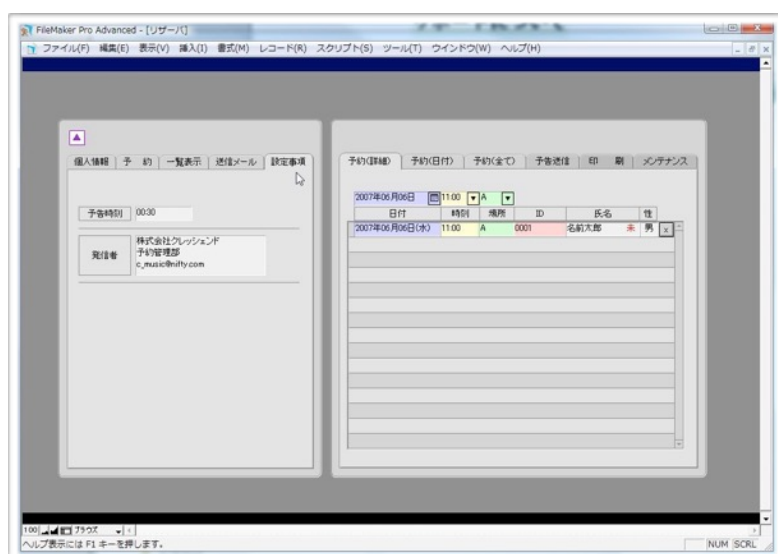 FileMaker Pro Advanced - [リザーバ]
ファイル(F) 編集(E) 表示(V) 挿入(I) 書式(M) レコード(R) スクリプト(S) ツール(T) ウインドウ(W) ヘルプ(H)
個人情報 予 約 一覧表示 送信メール 設定事項
予告時刻 00:30
発信者
株式会社クレッシェンド
予約管理部
c_music@nifty.com
予約(詳細) 予約(日付) 予約(全て) 予告送信 印 刷 メンテナンス
2007年06月06日 11:00 A
日付 時刻 場所 ID 氏名 性
2007年06月06日(水) 11:00 A 0001 名前太郎 未 男 x
100 ブラウズ
ヘルプ表示には F1 キーを押します。
NUM SCRL